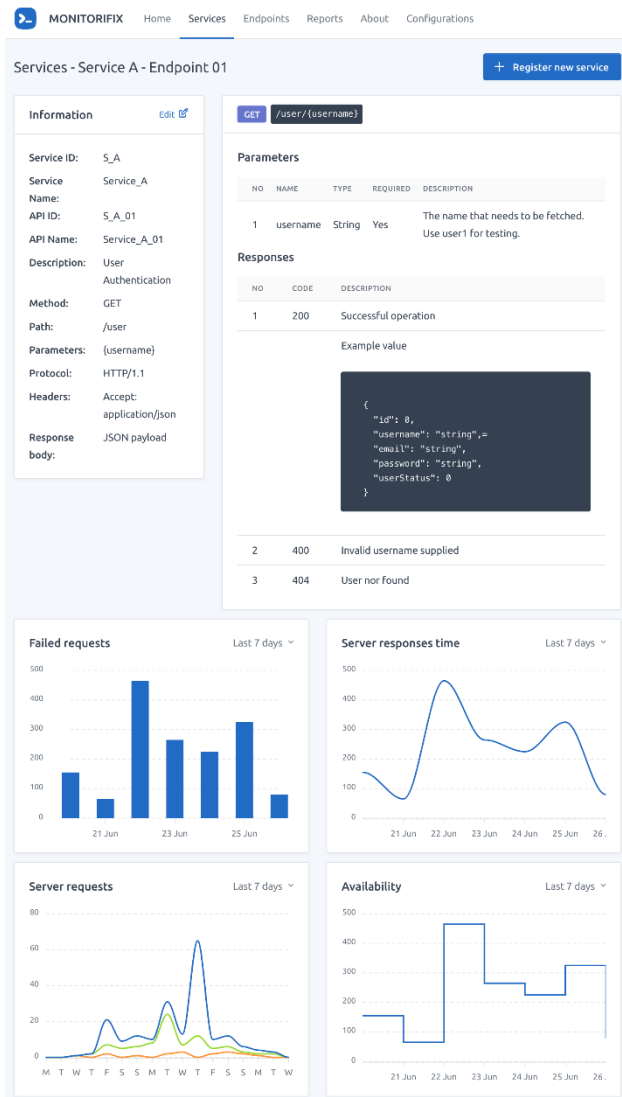 MONITORIFIX Home Services Endpoints Reports About Configurations
Services - Service A - Endpoint 01
+ Register new service
Information Edit
Service ID: S_A
Service Name: Service_A
API ID: S_A_01
API Name: Service_A_01
Description: User Authentication
Method: GET
Path: /user
Parameters: {username}
Protocol: HTTP/1.1
Headers: Accept: application/json
Response body: JSON payload
GET /user/{username}
Parameters
NO NAME TYPE REQUIRED DESCRIPTION
1 username String Yes The name that needs to be fetched.
Use user1 for testing.
Responses
NO CODE DESCRIPTION
1 200 Successful operation
Example value
{
"id": 0,
"username": "string",=
"email": "string",
"password": "string",
"userStatus": 0
}
2 400 Invalid username supplied
3 404 User nor found
Failed requests Last 7 days
500
400
300
200
100
0
21 Jun 23 Jun 25 Jun
Server responses time Last 7 days
500
400
300
200
100
0
21 Jun 22 Jun 23 Jun 24 Jun 25 Jun 26 .
Server requests Last 7 days
80
60
40
20
0
M T W T F S S M T W T F S S M T W
Availability Last 7 days
500
400
300
200
100
0
21 Jun 22 Jun 23 Jun 24 Jun 25 Jun 26.